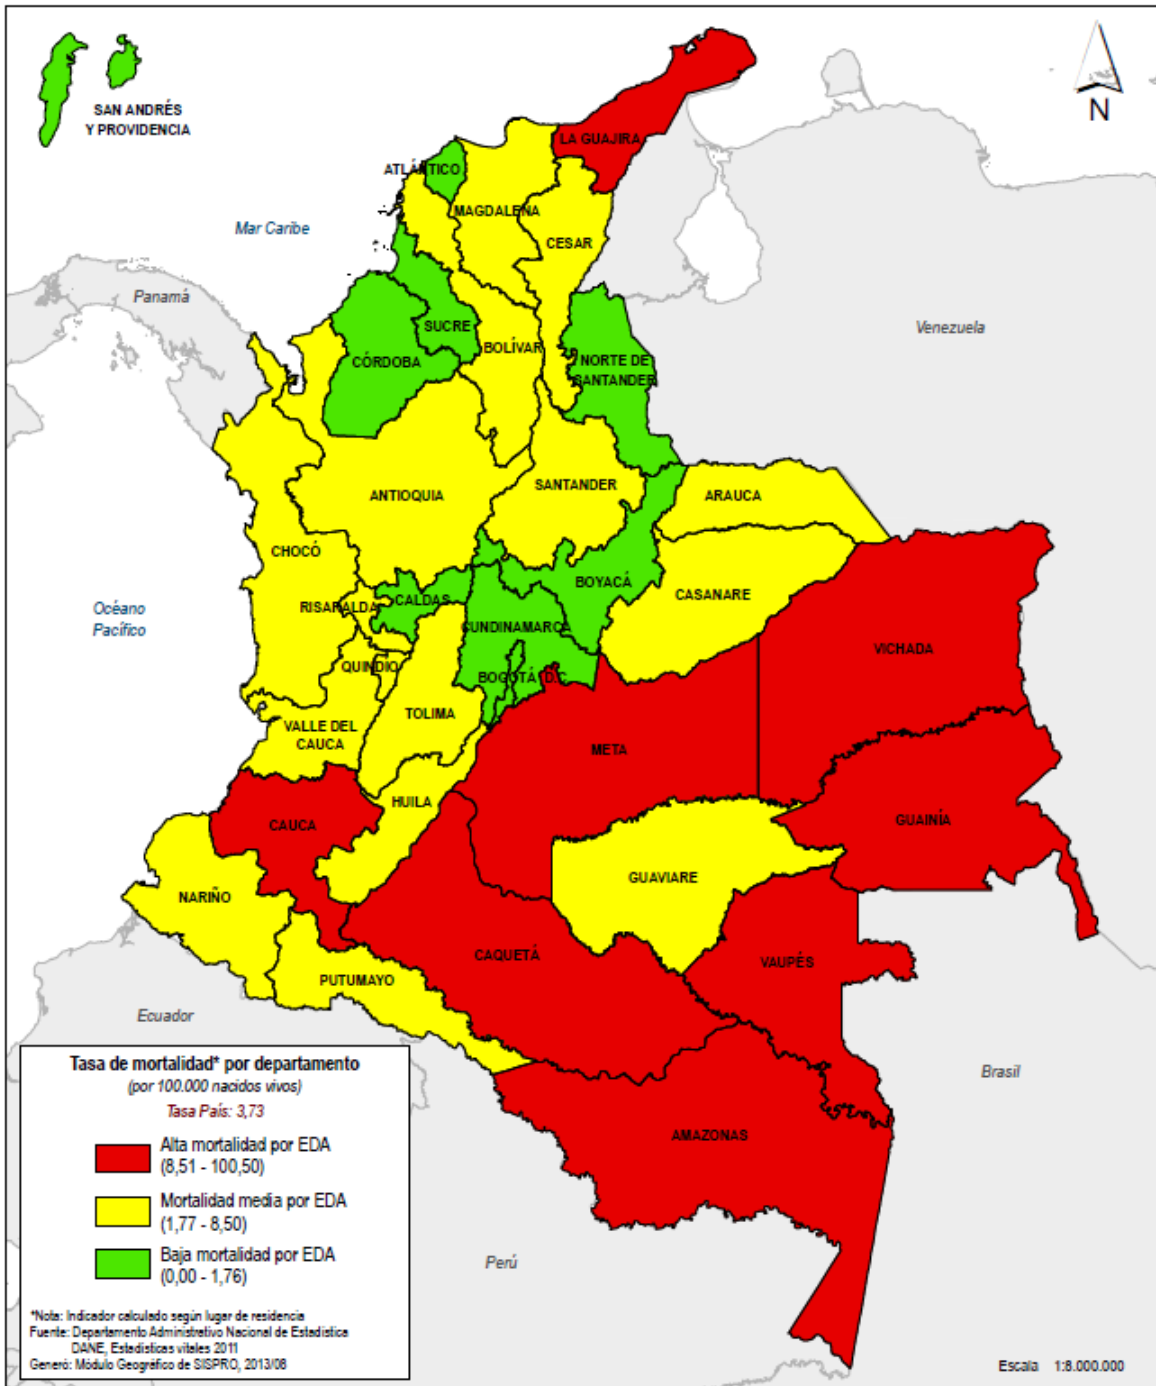 SAN ANDRÉS
Y PROVIDENCIA
N
LA GUAJIRA
ATLÁNTICO
MAGDALENA
Mar Caribe
CESAR
Panamá
Venezuela
SUCRE
BOLÍVAR
CÓRDOBA
NORTE DE
SANTANDER
SANTANDER
ANTIOQUIA
ARAUCA
CHOCÓ
BOYACÁ
CASANARE
RISARALDA
CALDAS
Océano
Pacífico
CUNDINAMARCA
VICHADA
QUINDIO
BOGOTÁ D.C.
TOLIMA
VALLE DEL
CAUCA
META
HUILA
CAUCA
GUAINÍA
GUAVIARE
NARIÑO
CAQUETÁ
VAUPÉS
PUTUMAYO
Ecuador
Brasil
AMAZONAS
Perú
Tasa de mortalidad* por departamento
(por 100.000 nacidos vivos)
Tasa País: 3,73
Alta mortalidad por EDA
(8,51 - 100,50)
Mortalidad media por EDA
(1,77 - 8,50)
Baja mortalidad por EDA
(0,00 - 1,76)
*Nota: Indicador calculado según lugar de residencia
Fuente: Departamento Administrativo Nacional de Estadística
DANE, Estadísticas vitales 2011
Generó: Módulo Geográfico de SISPRO, 2013/08
Escala 1:8.000.000